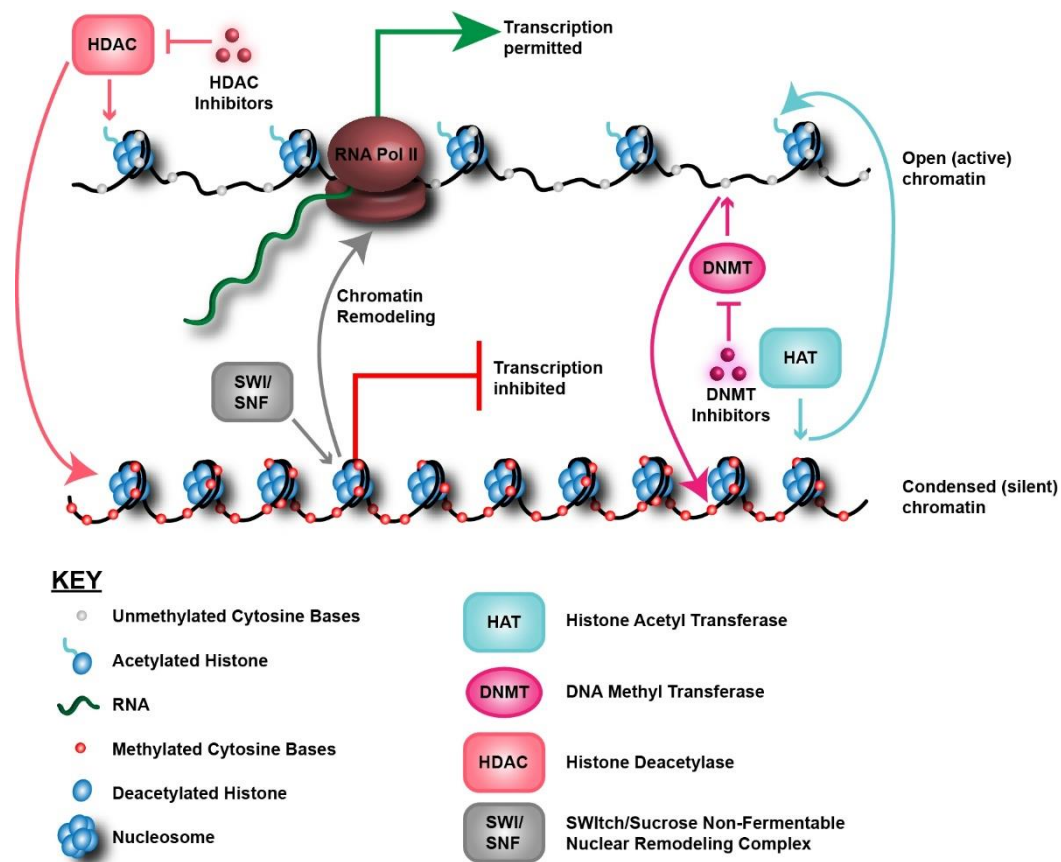 HDAC
HDAC
Inhibitors
Transcription
permitted
RNA Pol II
Open (active)
chromatin
DNMT
Chromatin
Remodeling
HAT
SWI/
SNF
Transcription
inhibited
DNMT
Inhibitors
Condensed (silent)
chromatin
KEY
Unmethylated Cytosine Bases
Acetylated Histone
RNA
Methylated Cytosine Bases
Deacetylated Histone
Nucleosome
HAT
Histone Acetyl Transferase
DNMT
DNA Methyl Transferase
HDAC
Histone Deacetylase
SWI/
SNF
SWItch/Sucrose Non-Fermentable
Nuclear Remodeling Complex